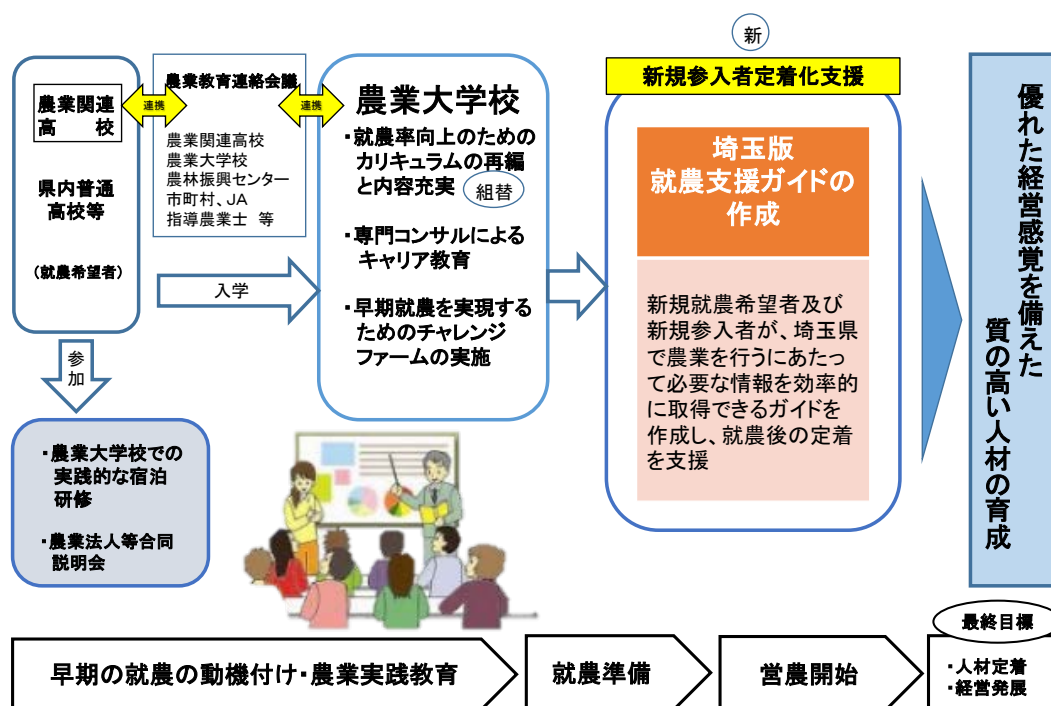 農業関連
高　　校
県内普通
高校等
（就農希望者）
連携
農業教育連絡会議
農業関連高校
農業大学校
農林振興センター
市町村、JA
指導農業士　等
連携
入学
農業大学校
・就農率向上のための
カリキュラムの再編
と内容充実
組替
・専門コンサルによる
キャリア教育
・早期就農を実現する
ためのチャレンジ
ファームの実施
参
加
・農業大学校での
実践的な宿泊
研修
・農業法人等合同
説明会
新
新規参入者定着化支援
埼玉版
就農支援ガイドの
作成
新規就農希望者及び
新規参入者が、埼玉県
で農業を行うにあたっ
て必要な情報を効率的
に取得できるガイドを
作成し、就農後の定着
を支援
優れた経営感覚を備えた
質の高い人材の育成
早期の就農の動機付け・農業実践教育
就農準備
営農開始
最終目標
・人材定着
・経営発展